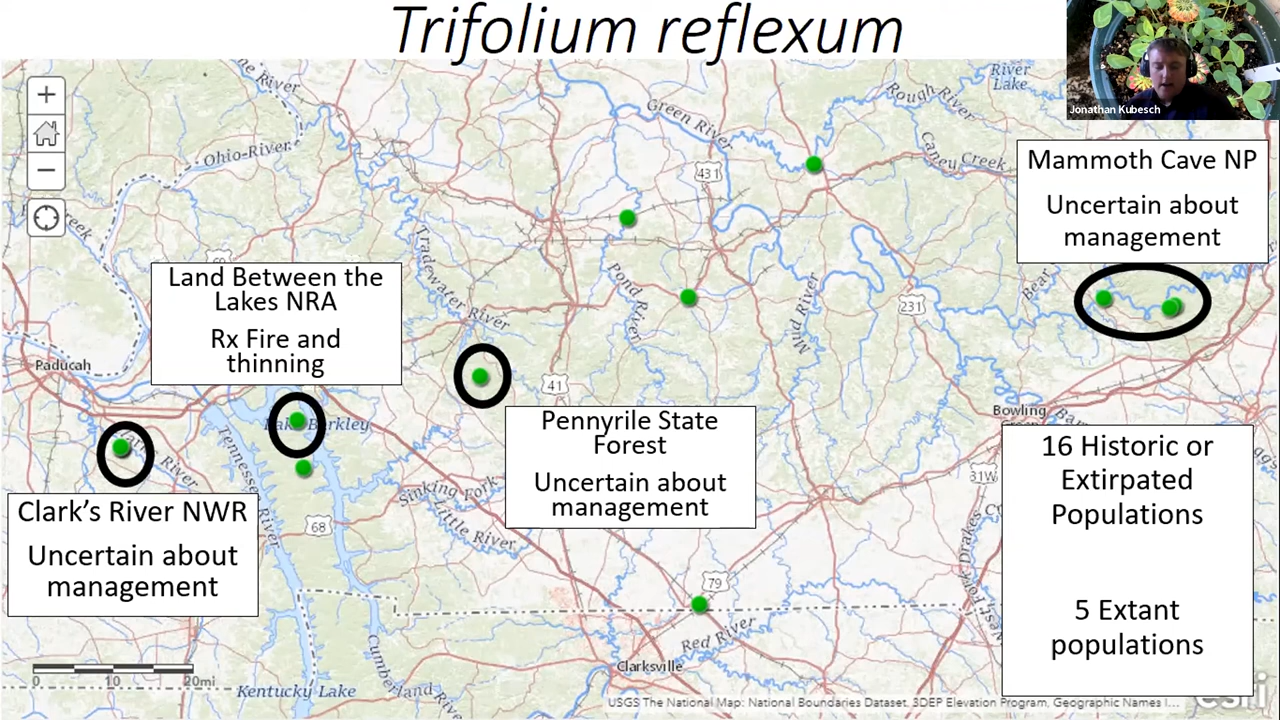 Trifolium reflexum
Jonathan Kubesch
Mammoth Cave NP
Uncertain about
management
Land Between the
Lakes NRA
Rx Fire and
thinning
Pennyrile State
Forest
Uncertain about
management
Clark's River NWR
Uncertain about
management
16 Historic or
Extirpated
Populations
5 Extant
populations
Ohio-River
Green River
Rough River
River
Lake
Caney Creek
431
Tradewater River
Pond River
Mud River
231
Paducah
41
Lake Barkley
Tennessee River
Sinking Fork
Little River
68
Bowling
31W
79
Red River
Clarksville
Cumberland River
Kentucky Lake
0 10 20mi
USGS The National Map: National Boundaries Dataset, 3DEP Elevation Program, Geographic Names I...
esri